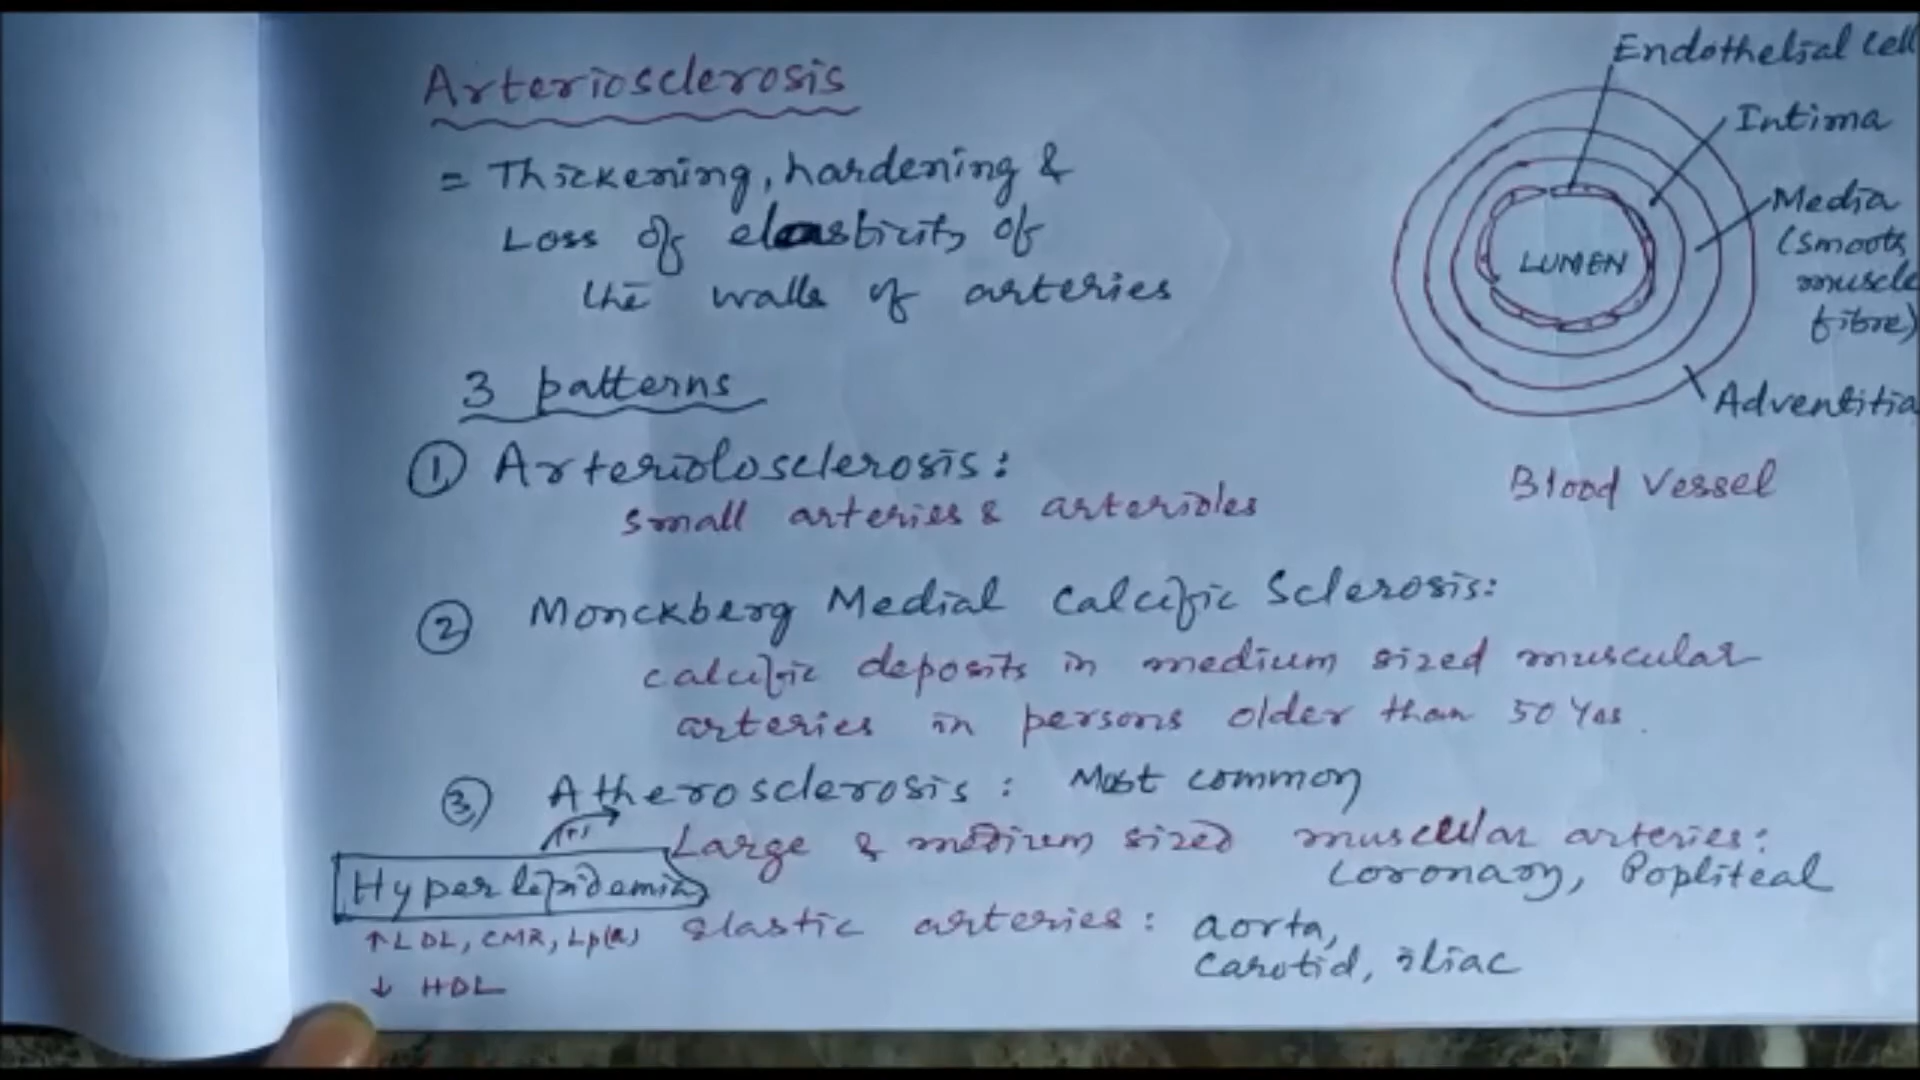 Arteriosclerosis
= Thickening, hardening &
Loss of elasticity of
the walls of arteries
3 patterns
① Arteriolosclerosis:
small arteries & arterioles
② Monckberg Medial Calcific Sclerosis:
calcific deposits in medium sized muscular
arteries in persons older than 50 Yrs.
③ Atherosclerosis: Most common
Large & medium sized muscular arteries:
Coronary, Popliteal
Hyperlipidemia
elastic arteries: aorta,
carotid, iliac
↑ LDL, CMR, Lp(a)
↓ HDL
Endothelial cell
Intima
Media
(smooth
muscle
fibre)
LUMEN
Adventitia
Blood Vessel